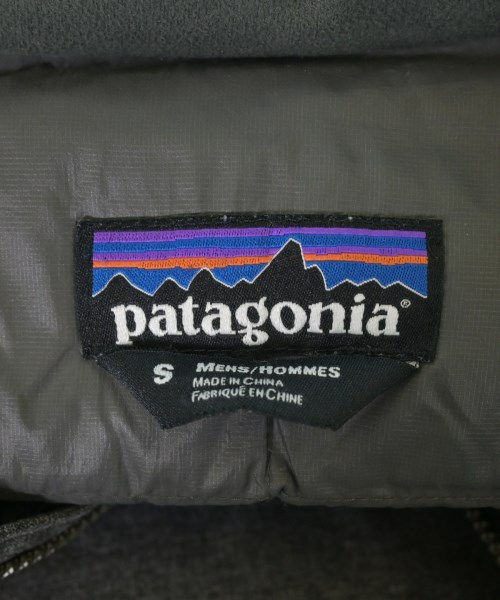 patagonia®
S MENS/HOMMES
MADE IN CHINA
FABRIQUÉ EN CHINE